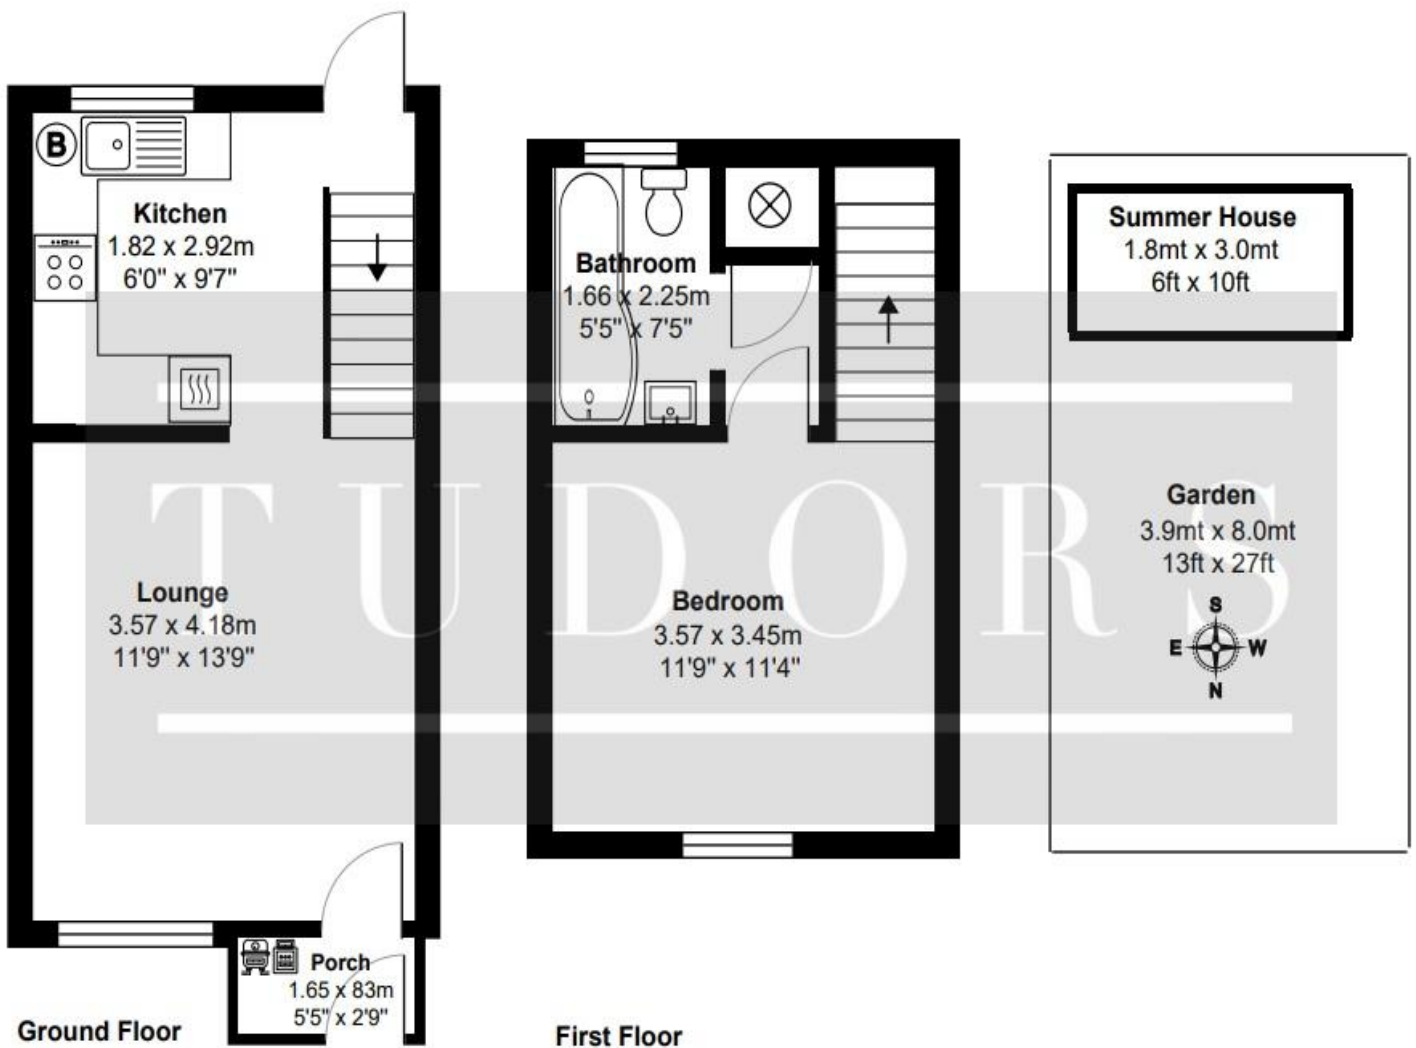 B
Kitchen
1.82 x 2.92m
6'0" x 9'7"
Lounge
3.57 x 4.18m
11'9" x 13'9"
Porch
1.65 x 83m
5'5" x 2'9"
Ground Floor
Bathroom
1.66 x 2.25m
5'5" x 7'5"
Bedroom
3.57 x 3.45m
11'9" x 11'4"
First Floor
Summer House
1.8mt x 3.0mt
6ft x 10ft
Garden
3.9mt x 8.0mt
13ft x 27ft
S
E W
N
TUDORS